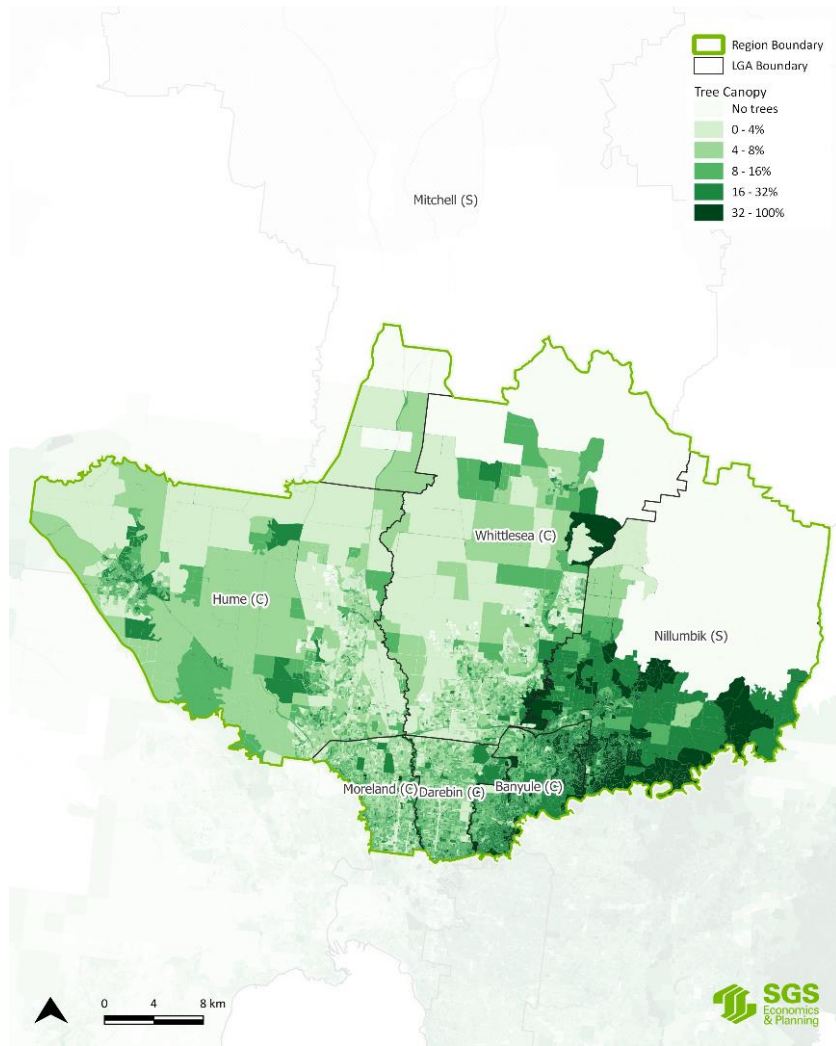 Region Boundary
LGA Boundary
Tree Canopy
No trees
0 - 4%
4 - 8%
8 - 16%
16 - 32%
32 - 100%
Mitchell (S)
Whittlesea (C)
Hume (C)
Nillumbik (S)
Moreland (C)
Darebin (C)
Banyule (C)
0 4 8 km
SGS
Economics
& Planning